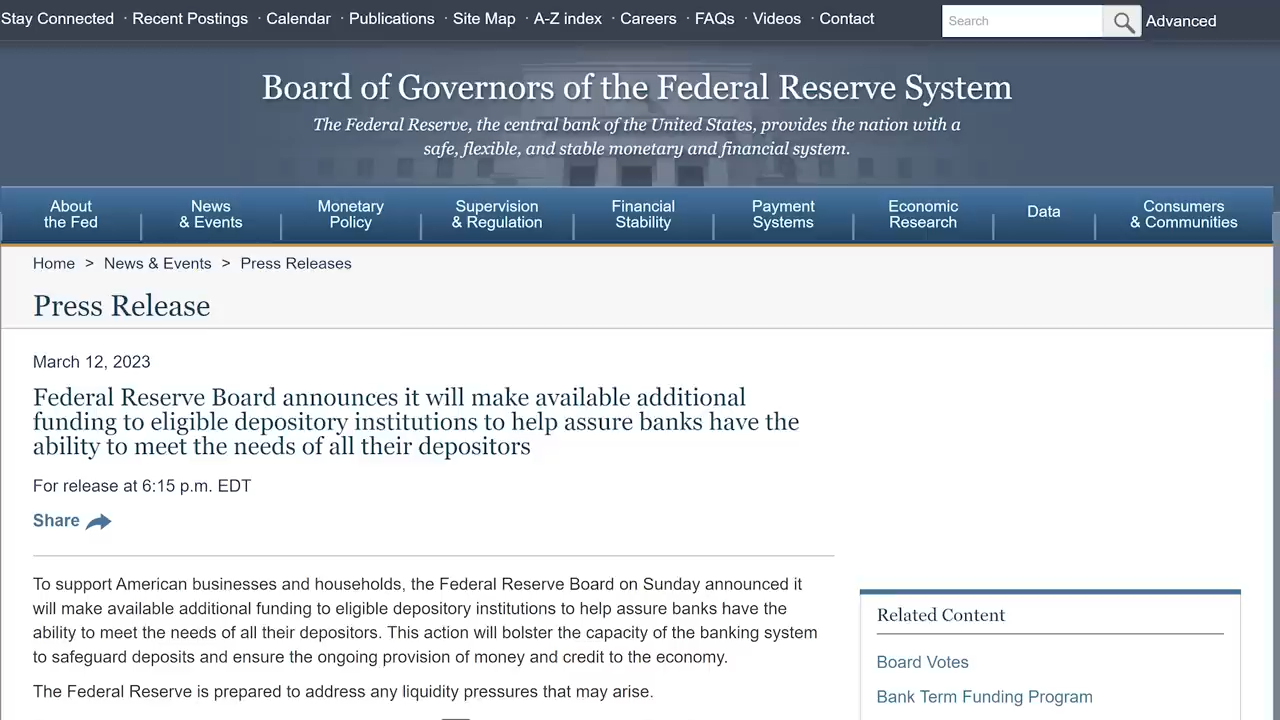 Stay Connected · Recent Postings · Calendar · Publications · Site Map · A-Z index · Careers · FAQs · Videos · Contact
Search
Advanced
Board of Governors of the Federal Reserve System
The Federal Reserve, the central bank of the United States, provides the nation with a
safe, flexible, and stable monetary and financial system.
About
the Fed
News
& Events
Monetary
Policy
Supervision
& Regulation
Financial
Stability
Payment
Systems
Economic
Research
Data
Consumers
& Communities
Home > News & Events > Press Releases
Press Release
March 12, 2023
Federal Reserve Board announces it will make available additional
funding to eligible depository institutions to help assure banks have the
ability to meet the needs of all their depositors
For release at 6:15 p.m. EDT
Share
To support American businesses and households, the Federal Reserve Board on Sunday announced it
will make available additional funding to eligible depository institutions to help assure banks have the
ability to meet the needs of all their depositors. This action will bolster the capacity of the banking system
to safeguard deposits and ensure the ongoing provision of money and credit to the economy.
The Federal Reserve is prepared to address any liquidity pressures that may arise.
Related Content
Board Votes
Bank Term Funding Program